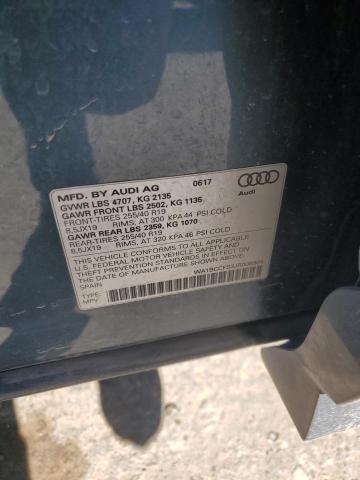 MFD. BY AUDI AG 0617
GVWR LBS 4707, KG 2135
GAWR FRONT LBS 2502, KG 1135
FRONT-TIRES 255/40 R19
8,5JX19 RIMS, AT 300 KPA 44 PSI COLD
GAWR REAR LBS 2359, KG 1070
REAR-TIRES 255/40 R19
8,5JX19 RIMS, AT 320 KPA 46 PSI COLD
THIS VEHICLE CONFORMS TO ALL APPLICABLE
FEDERAL MOTOR VEHICLE SAFETY AND
THEFT PREVENTION STANDARDS IN EFFECT ON
THE DATE OF MANUFACTURE SHOWN ABOVE
SPAIN
TYPE:
MPV
Audi